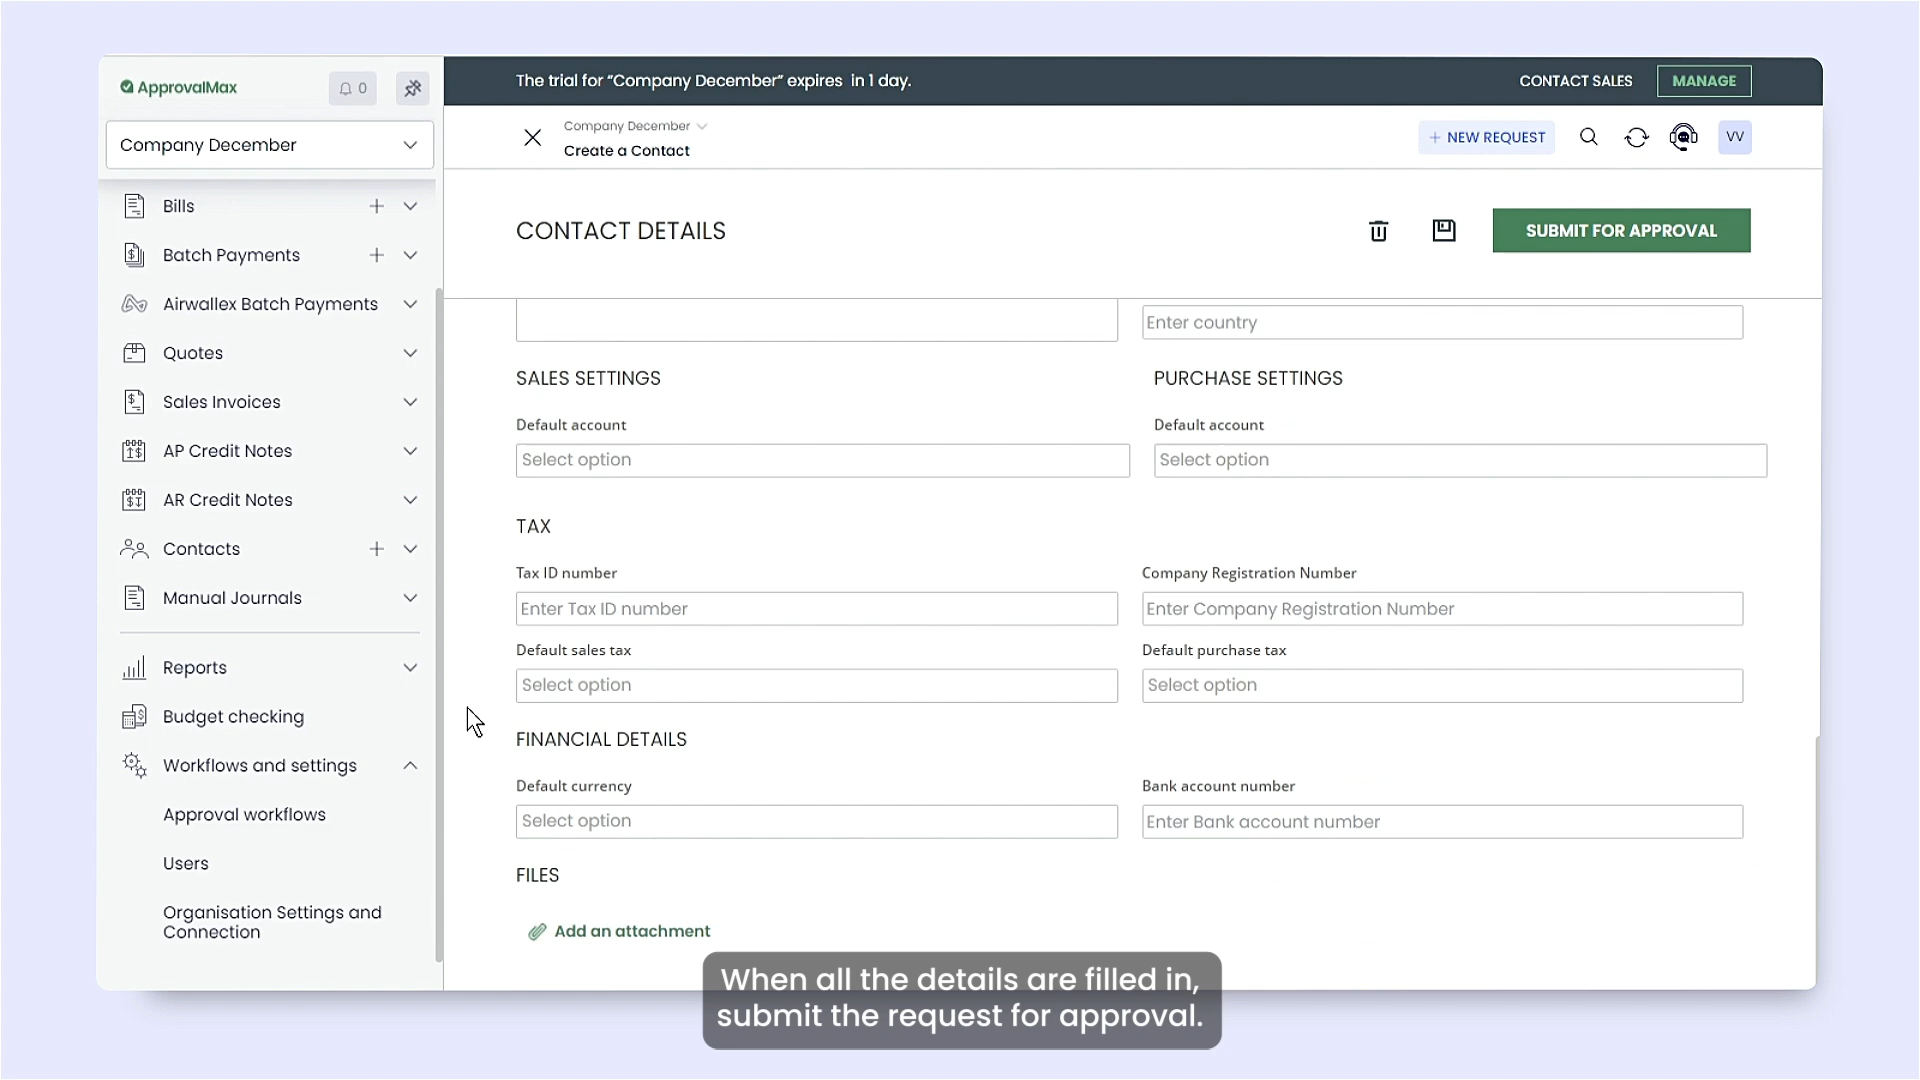 ApprovalMax
0
The trial for “Company December” expires in 1 day.
CONTACT SALES
MANAGE
Company December
Company December
Create a Contact
+ NEW REQUEST
VV
CONTACT DETAILS
SUBMIT FOR APPROVAL
Bills
Batch Payments
Airwallex Batch Payments
Quotes
Sales Invoices
AP Credit Notes
AR Credit Notes
Contacts
Manual Journals
Reports
Budget checking
Workflows and settings
Approval workflows
Users
Organisation Settings and
Connection
Enter country
SALES SETTINGS
PURCHASE SETTINGS
Default account
Default account
Select option
Select option
TAX
Tax ID number
Company Registration Number
Enter Tax ID number
Enter Company Registration Number
Default sales tax
Default purchase tax
Select option
Select option
FINANCIAL DETAILS
Default currency
Bank account number
Select option
Enter Bank account number
FILES
Add an attachment
When all the details are filled in,
submit the request for approval.